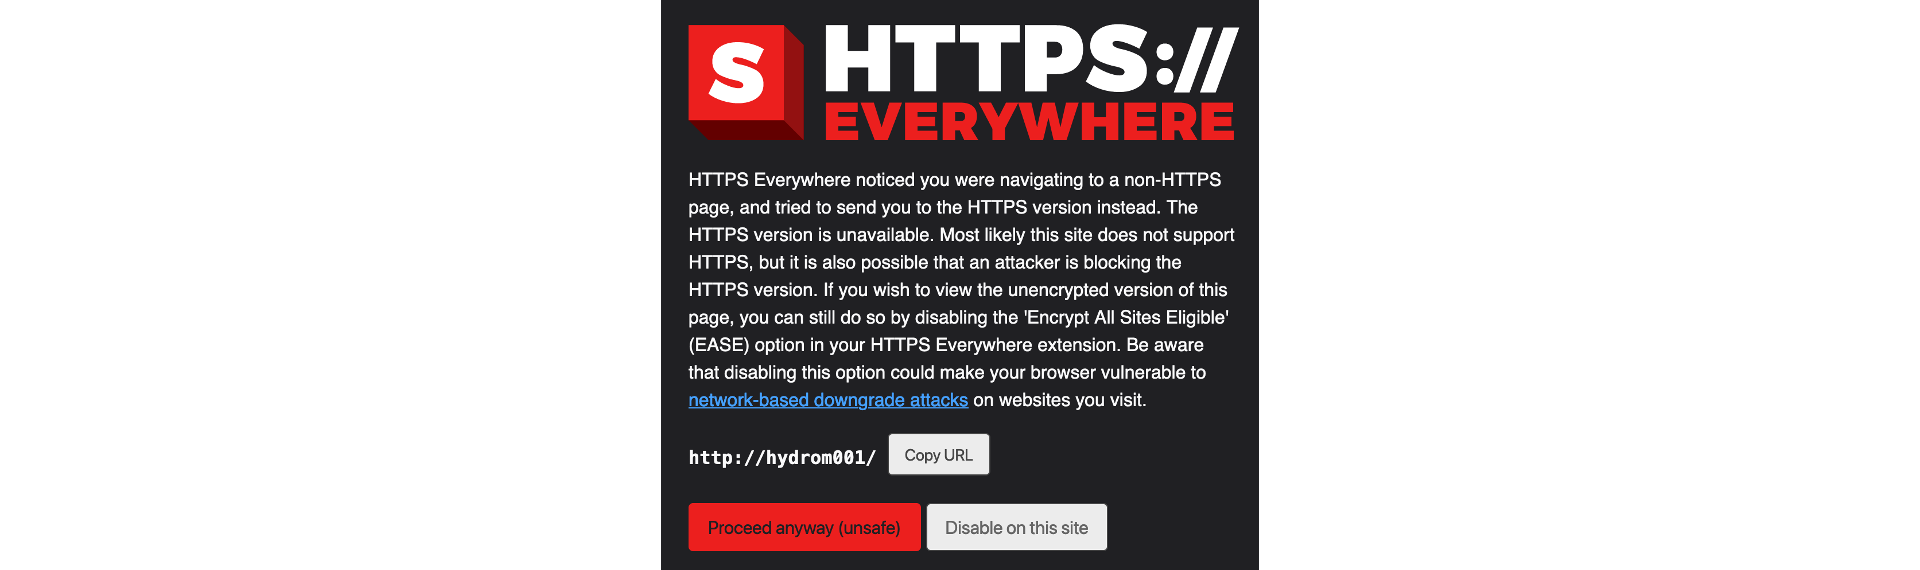 S
HTTPS://
EVERYWHERE
HTTPS Everywhere noticed you were navigating to a non-HTTPS
page, and tried to send you to the HTTPS version instead. The
HTTPS version is unavailable. Most likely this site does not support
HTTPS, but it is also possible that an attacker is blocking the
HTTPS version. If you wish to view the unencrypted version of this
page, you can still do so by disabling the 'Encrypt All Sites Eligible'
(EASE) option in your HTTPS Everywhere extension. Be aware
that disabling this option could make your browser vulnerable to
network-based downgrade attacks on websites you visit.
http://hydrom001/ Copy URL
Proceed anyway (unsafe) Disable on this site